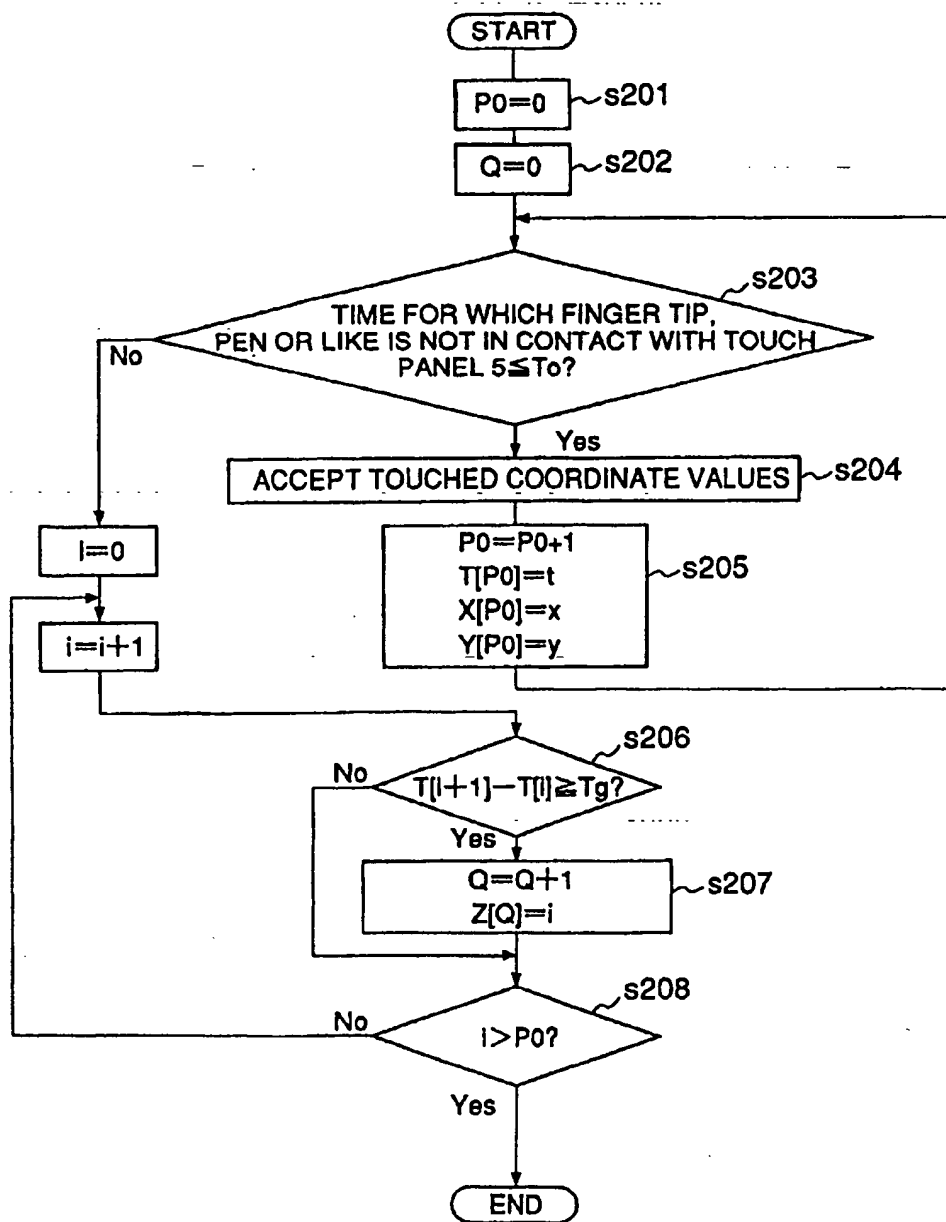 START
P0=0
s201
Q=0
s202
s203
TIME FOR WHICH FINGER TIP,
PEN OR LIKE IS NOT IN CONTACT WITH TOUCH
PANEL 5≦To?
No
Yes
ACCEPT TOUCHED COORDINATE VALUES
s204
I=0
P0=P0+1
T[P0]=t
X[P0]=x
Y[P0]=y
s205
i=i+1
s206
No
T[i+1]-T[i]≧Tg?
Yes
Q=Q+1
Z[Q]=i
s207
s208
No
i>P0?
Yes
END